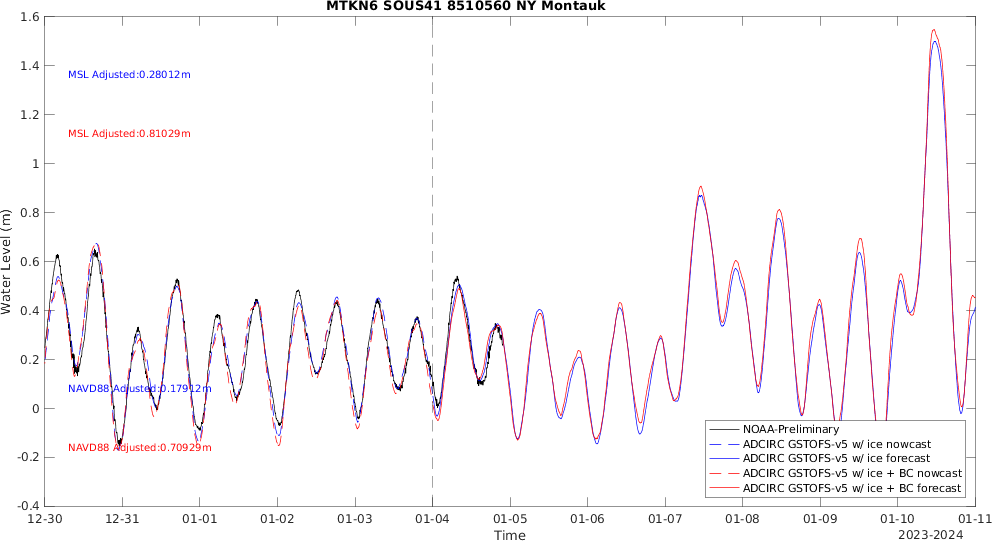 MTKN6 SOUS41 8510560 NY Montauk
1.6
1.4
1.2
1
0.8
0.6
0.4
0.2
0
-0.2
-0.4
Water Level (m)
MSL Adjusted:0.28012m
MSL Adjusted:0.81029m
NAVD88 Adjusted:0.17912m
NAVD88 Adjusted:0.70929m
NOAA-Preliminary
ADCIRC GSTOFS-v5 w/ ice nowcast
ADCIRC GSTOFS-v5 w/ ice forecast
ADCIRC GSTOFS-v5 w/ ice + BC nowcast
ADCIRC GSTOFS-v5 w/ ice + BC forecast
12-30 12-31 01-01 01-02 01-03 01-04 01-05 01-06 01-07 01-08 01-09 01-10 01-11
Time
2023-2024